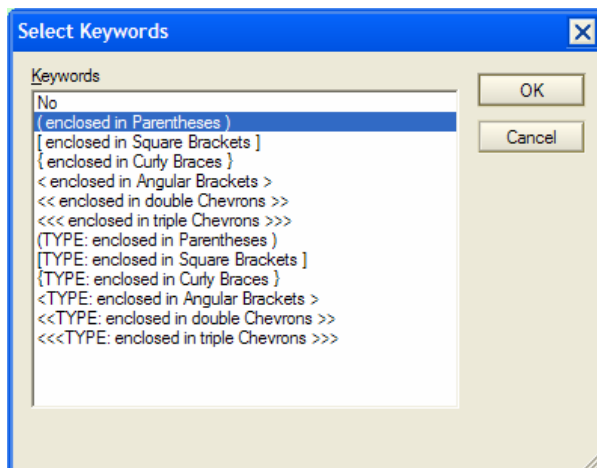 Select Keywords
Keywords
No
( enclosed in Parentheses )
[ enclosed in Square Brackets ]
{ enclosed in Curly Braces }
< enclosed in Angular Brackets >
<< enclosed in double Chevrons >>
<<< enclosed in triple Chevrons >>>
(TYPE: enclosed in Parentheses )
[TYPE: enclosed in Square Brackets ]
{TYPE: enclosed in Curly Braces }
<TYPE: enclosed in Angular Brackets >
<<TYPE: enclosed in double Chevrons >>
<<<TYPE: enclosed in triple Chevrons >>>
OK
Cancel